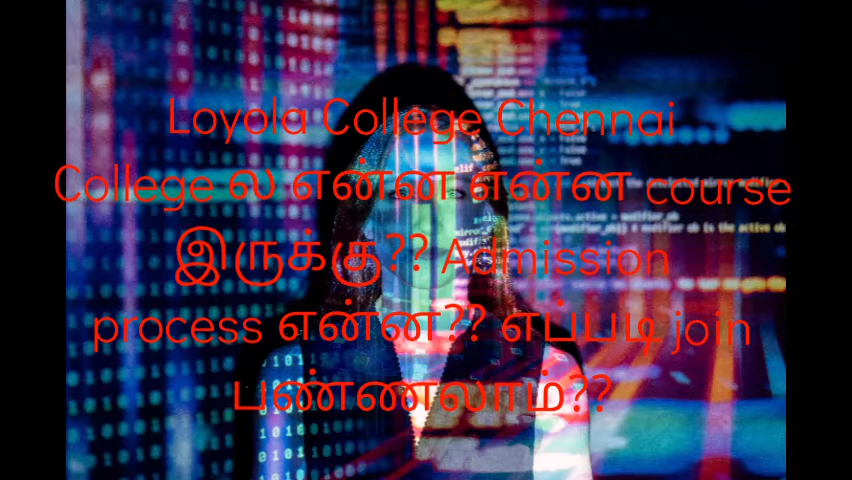 Loyola College Chennai
College ல என்ன என்ன course
இருக்கு?? Admission
process என்ன?? எப்படி join
பண்ணலாம்??